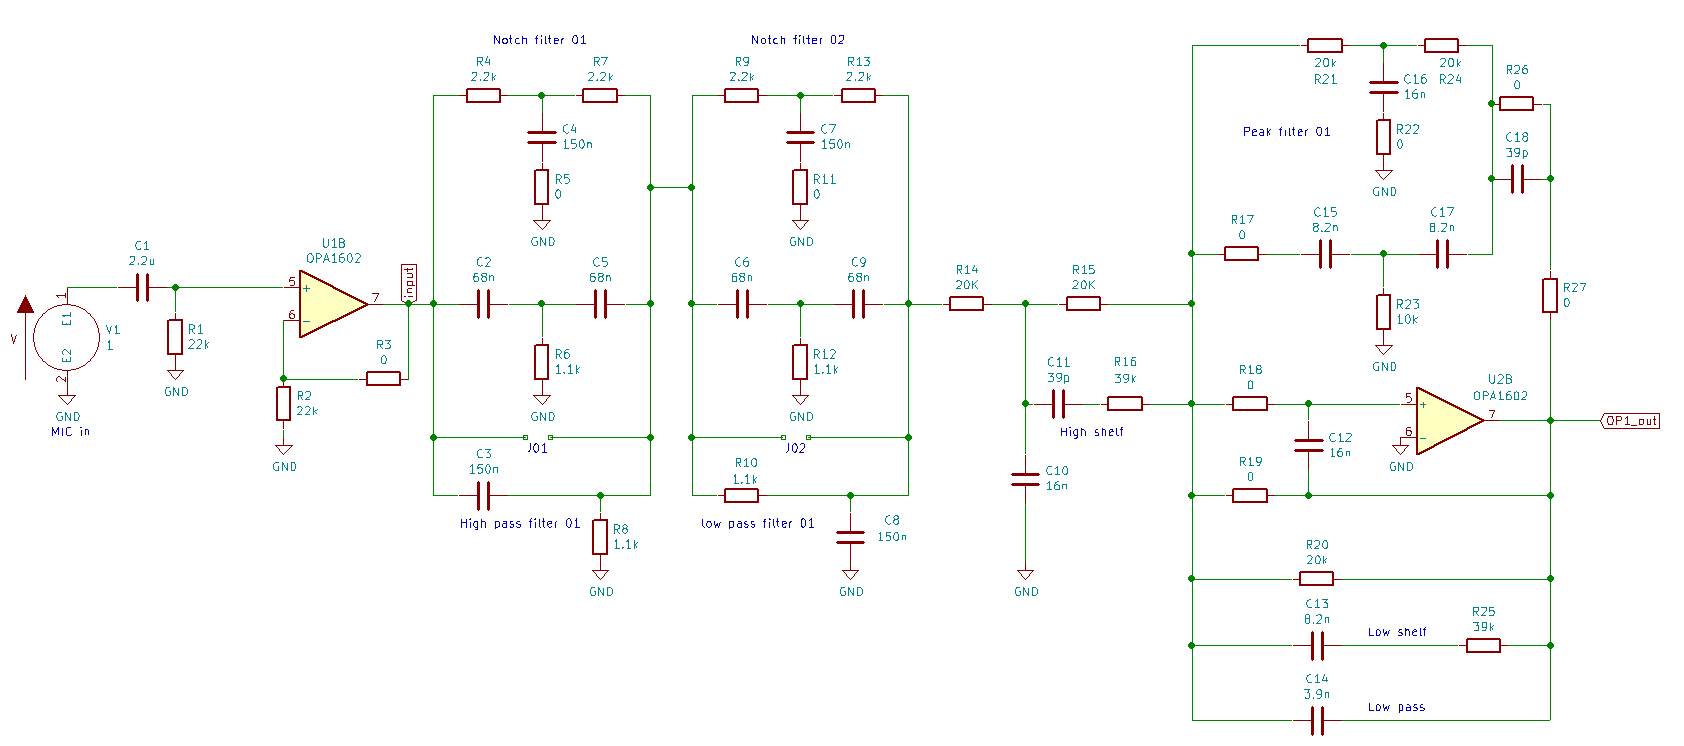 Notch filter 01
R4
2.2k
R7
2.2k
C4
150n
R5
0
GND
C2
68n
C5
68n
R6
1.1k
GND
J01
C3
150n
High pass filter 01
R8
1.1k
GND
Notch filter 02
R9
2.2k
R13
2.2k
C7
150n
R11
0
GND
C6
68n
C9
68n
R12
1.1k
GND
J02
R10
1.1k
low pass filter 01
C8
150n
GND
C1
2.2u
U1B
OPA1602
5
+
6
-
7
input
V
1
E1
E2
2
V1
1
GND
MIC in
R1
22k
GND
R3
0
R2
22k
GND
R14
20K
R15
20K
C11
39p
R16
39k
High shelf
C10
16n
GND
20k
R21
20k
R24
C16
16n
R22
0
GND
Peak filter 01
R26
0
C18
39p
R17
0
C15
8.2n
C17
8.2n
R23
10k
GND
R27
0
R18
0
C12
16n
R19
0
U2B
OPA1602
5
+
6
-
7
GND
OP1_out
R20
20k
C13
8.2n
Low shelf
R25
39k
C14
3.9n
Low pass